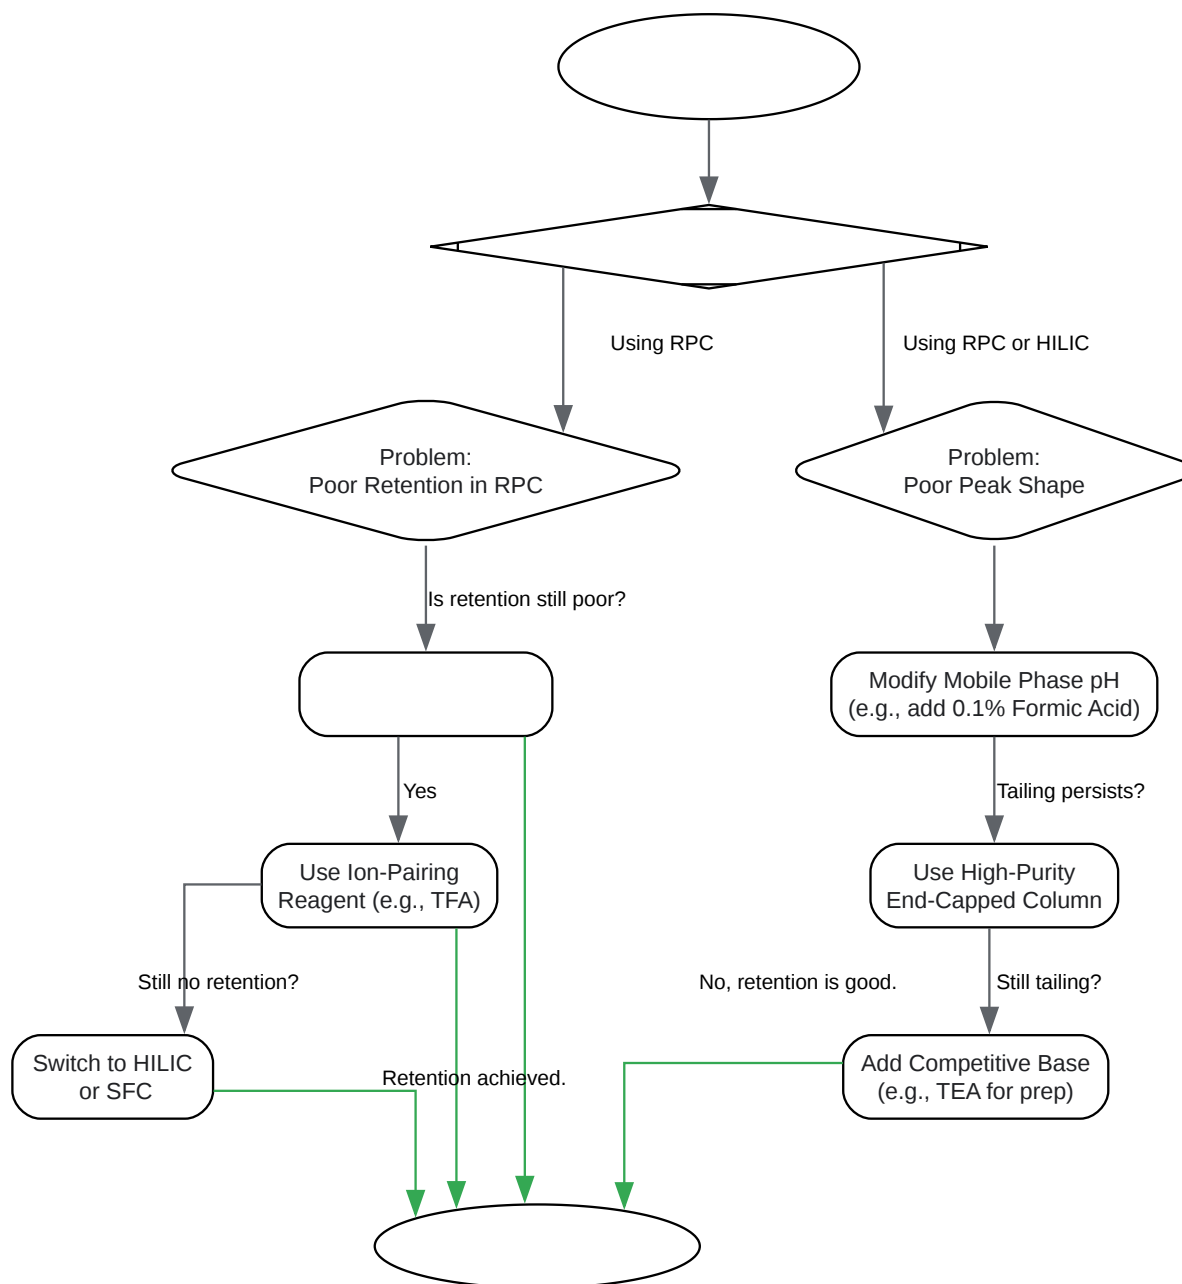 Using RPC
Using RPC or HILIC
Problem:
Poor Retention in RPC
Problem:
Poor Peak Shape
Is retention still poor?
Modify Mobile Phase pH
(e.g., add 0.1% Formic Acid)
Yes
Tailing persists?
Use Ion-Pairing
Reagent (e.g., TFA)
Use High-Purity
End-Capped Column
Still no retention?
No, retention is good.
Still tailing?
Switch to HILIC
or SFC
Retention achieved.
Add Competitive Base
(e.g., TEA for prep)